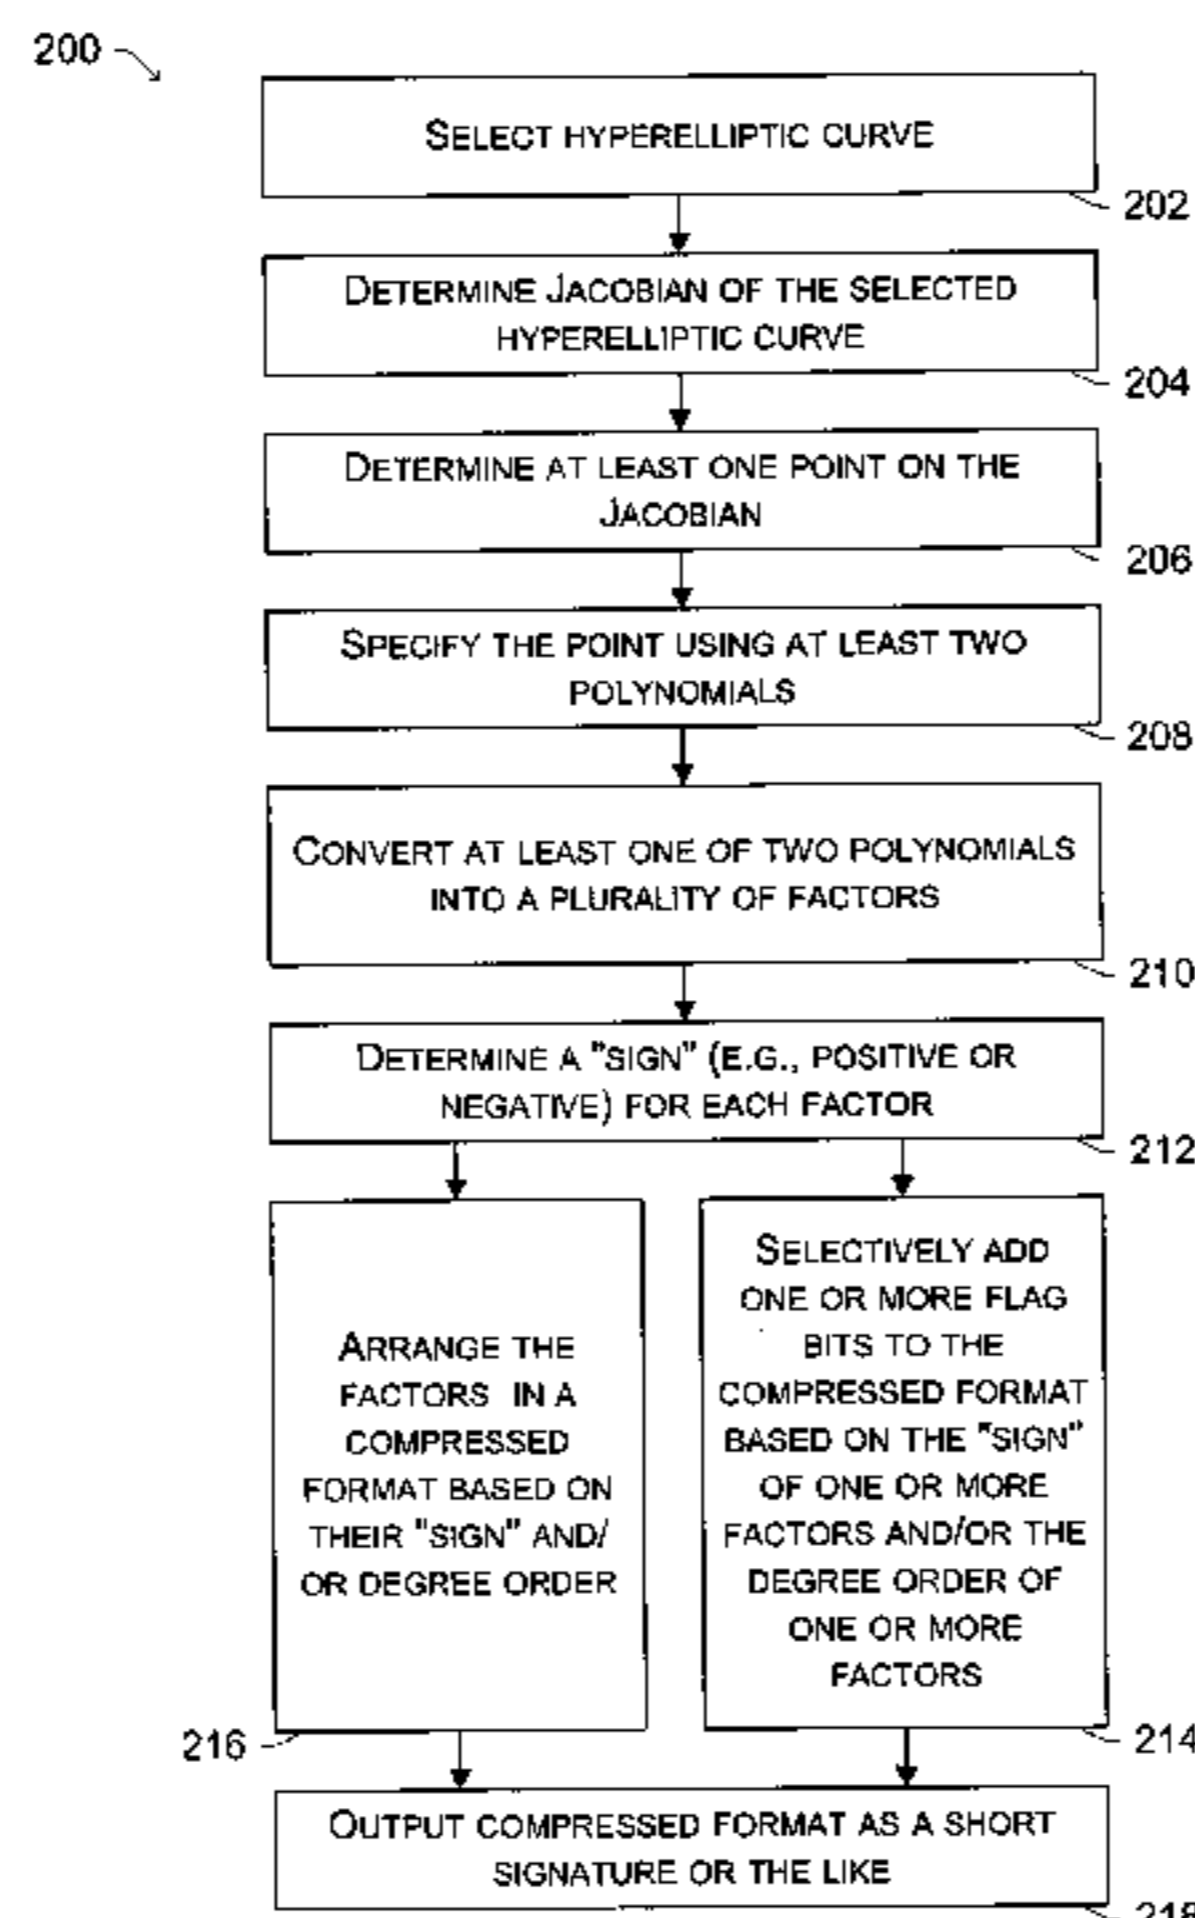 200
SELECT HYPERELLIPTIC CURVE
202
DETERMINE JACOBIAN OF THE SELECTED
HYPERELLIPTIC CURVE
204
DETERMINE AT LEAST ONE POINT ON THE
JACOBIAN
206
SPECIFY THE POINT USING AT LEAST TWO
POLYNOMIALS
208
CONVERT AT LEAST ONE OF TWO POLYNOMIALS
INTO A PLURALITY OF FACTORS
210
DETERMINE A "SIGN" (E.G., POSITIVE OR
NEGATIVE) FOR EACH FACTOR
212
ARRANGE THE
FACTORS IN A
COMPRESSED
FORMAT BASED ON
THEIR "SIGN" AND/
OR DEGREE ORDER
216
SELECTIVELY ADD
ONE OR MORE FLAG
BITS TO THE
COMPRESSED FORMAT
BASED ON THE "SIGN"
OF ONE OR MORE
FACTORS AND/OR THE
DEGREE ORDER OF
ONE OR MORE
FACTORS
214
OUTPUT COMPRESSED FORMAT AS A SHORT
SIGNATURE OR THE LIKE
218